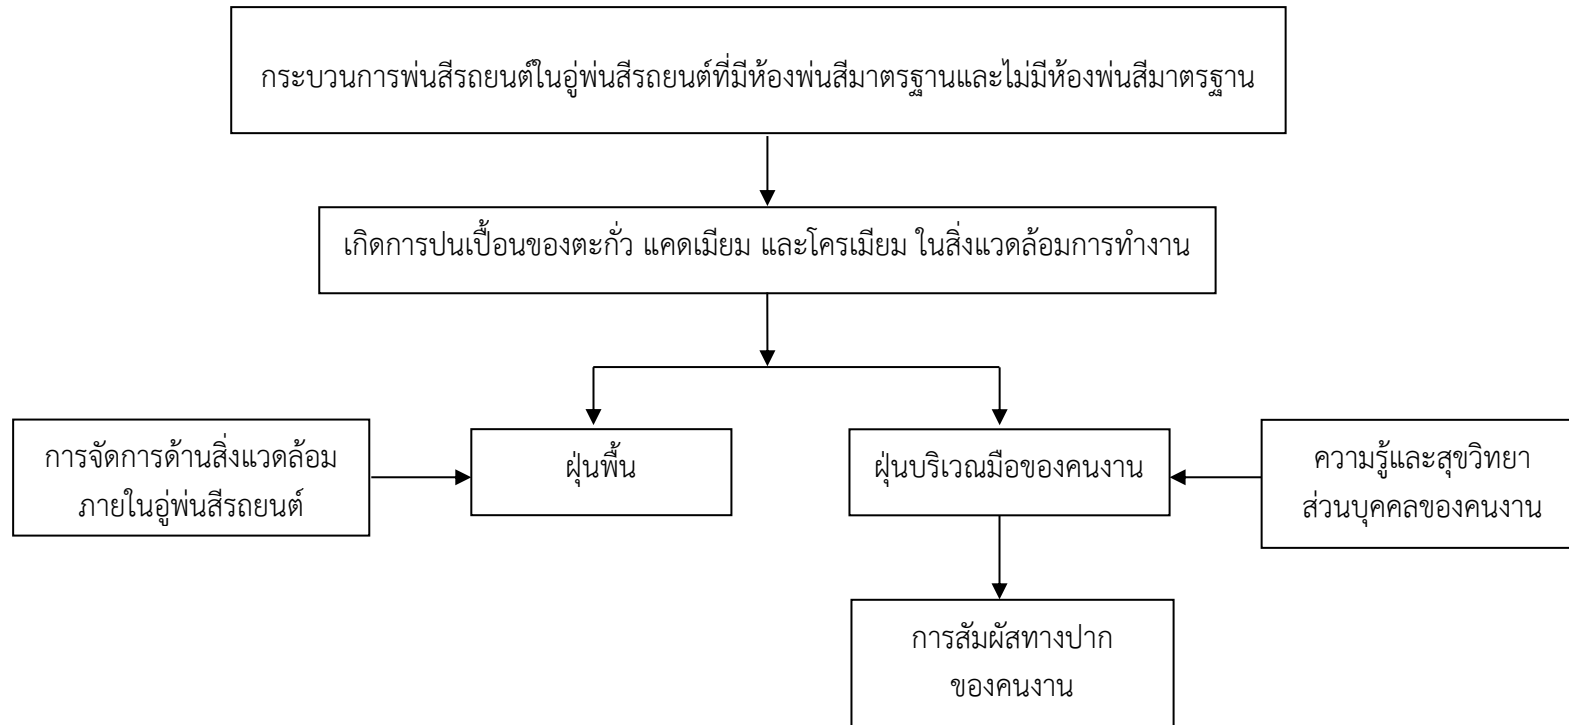 กระบวนการพ่นสีรถยนต์ในอู่พ่นสีรถยนต์ที่มีห้องพ่นสีมาตรฐานและไม่มีห้องพ่นสีมาตรฐาน
เกิดการปนเปื้อนของตะกั่ว แคดเมียม และโครเมียม ในสิ่งแวดล้อมการทำงาน
การจัดการด้านสิ่งแวดล้อม
ภายในอู่พ่นสีรถยนต์
ฝุ่นพื้น
ฝุ่นบริเวณมือของคนงาน
ความรู้และสุขวิทยา
ส่วนบุคคลของคนงาน
การสัมผัสทางปาก
ของคนงาน